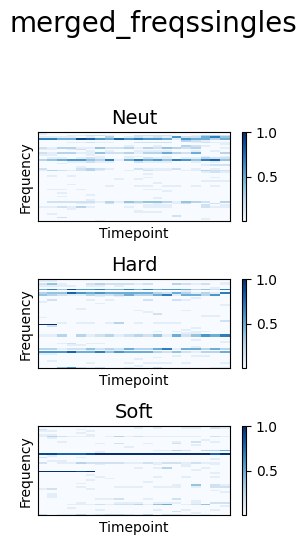 merged_freqssingles
Neut
1.0
0.5
Frequency
Timepoint
Hard
1.0
0.5
Frequency
Timepoint
Soft
1.0
0.5
Frequency
Timepoint